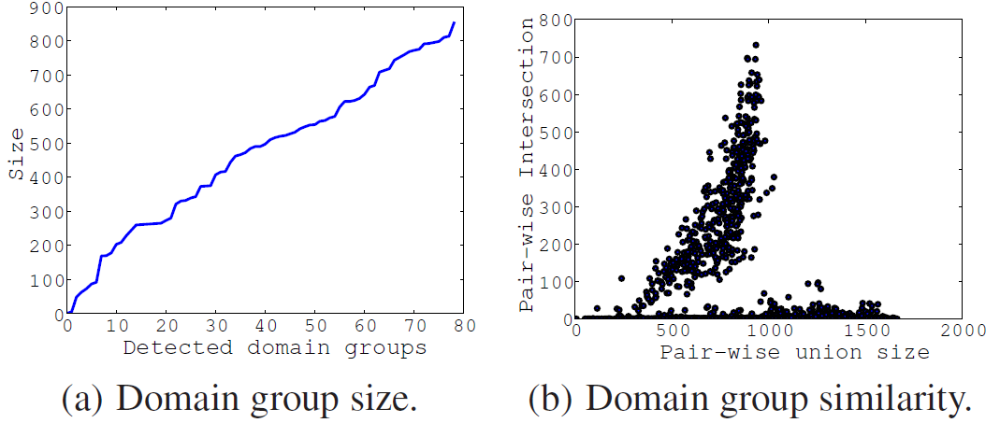 900
800
700
600
500
400
300
200
100
0
Size
0 10 20 30 40 50 60 70 80
Detected domain groups
(a) Domain group size.
800
700
600
500
400
300
200
100
0
Pair-wise Intersection
0 500 1000 1500 2000
Pair-wise union size
(b) Domain group similarity.